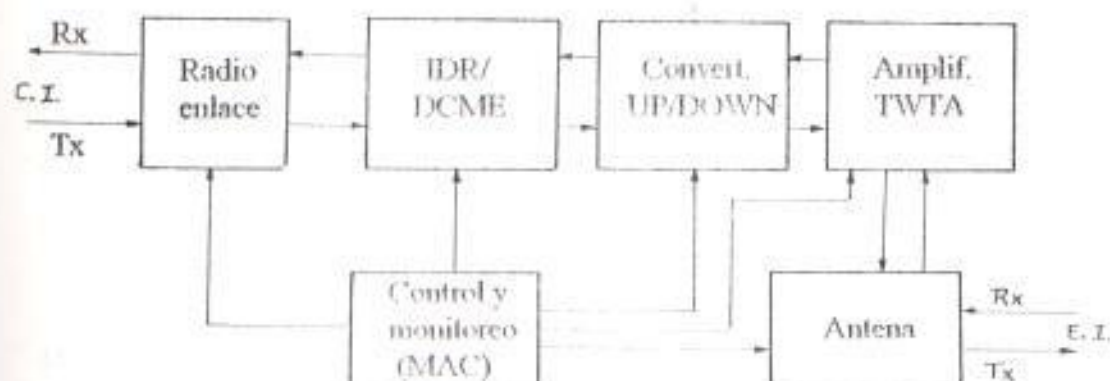 Rx
C.I.
Tx
Radio
enlace
IDR/
DCME
Convert.
UP/DOWN
Amplif.
TWTA
Control y
monitoreo
(MAC)
Antena
Rx
E.I.
Tx